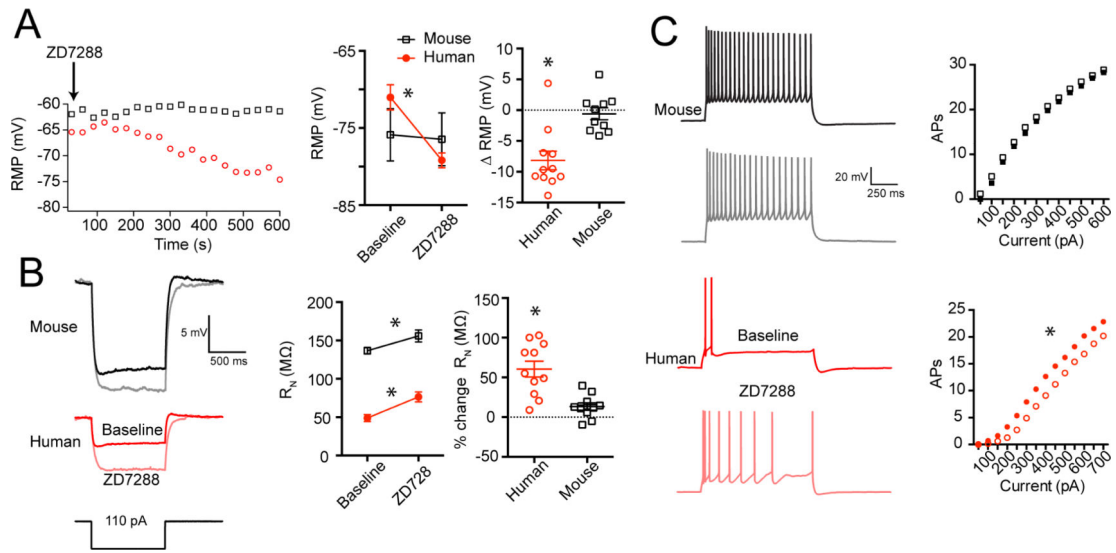 A
ZD7288
RMP (mV)
-60
-65
-70
-75
-80
100 200 300 400 500 600
Time (s)
Mouse
Human
RMP (mV)
-65
-75
-85
*
Baseline
ZD7288
Δ RMP (mV)
10
5
0
-5
-10
-15
*
Human
Mouse
B
Mouse
5 mV
500 ms
Human
Baseline
ZD7288
110 pA
R_N (MΩ)
200
150
100
50
0
*
*
Baseline
ZD728
% change R_N (MΩ)
150
100
50
0
-50
*
Human
Mouse
C
Mouse
20 mV
250 ms
APs
30
20
10
0
100
200
300
400
500
600
Current (pA)
Human
Baseline
ZD7288
APs
25
20
15
10
5
0
*
100
200
300
400
500
600
700
Current (pA)